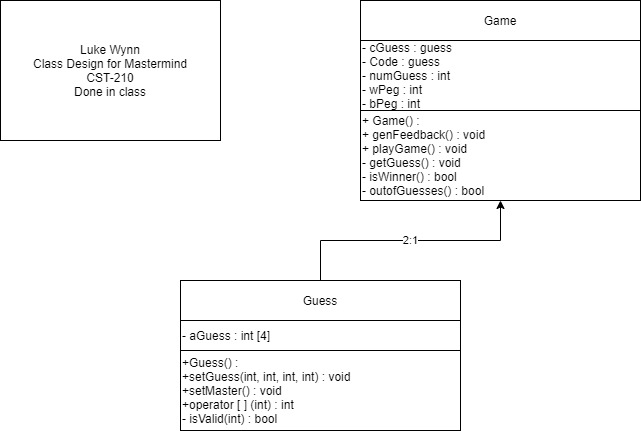 Luke Wynn
Class Design for Mastermind
CST-210
Done in class
Game
- cGuess : guess
- Code : guess
- numGuess : int
- wPeg : int
- bPeg : int
+ Game() :
+ genFeedback() : void
+ playGame() : void
- getGuess() : void
- isWinner() : bool
- outofGuesses() : bool
2:1
Guess
- aGuess : int [4]
+Guess() :
+setGuess(int, int, int, int) : void
+setMaster() : void
+operator [ ] (int) : int
- isValid(int) : bool